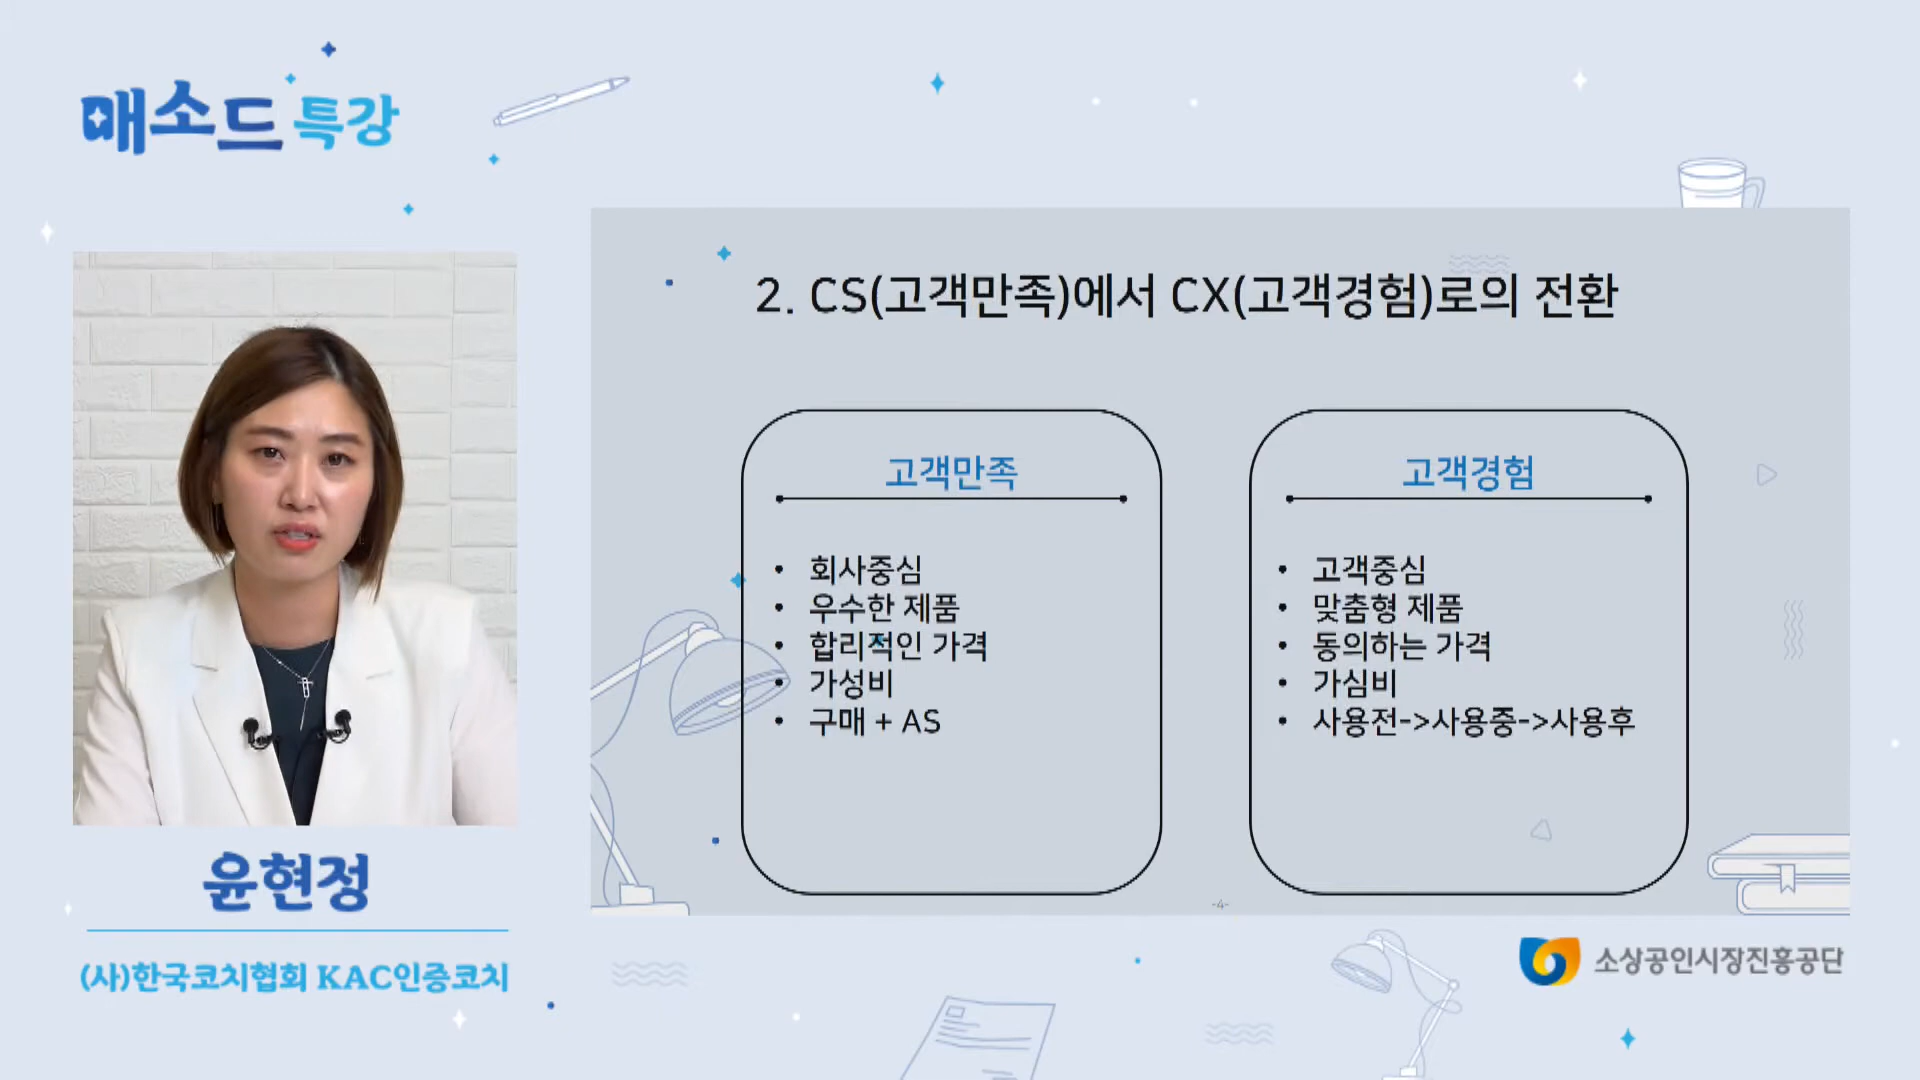 매소드 특강
2. CS(고객만족)에서 CX(고객경험)로의 전환
고객만족
• 회사중심
• 우수한 제품
• 합리적인 가격
• 가성비
• 구매 + AS
고객경험
• 고객중심
• 맞춤형 제품
• 동의하는 가격
• 가심비
• 사용전->사용중->사용후
-4-
윤현정
(사)한국코치협회 KAC인증코치
소상공인시장진흥공단